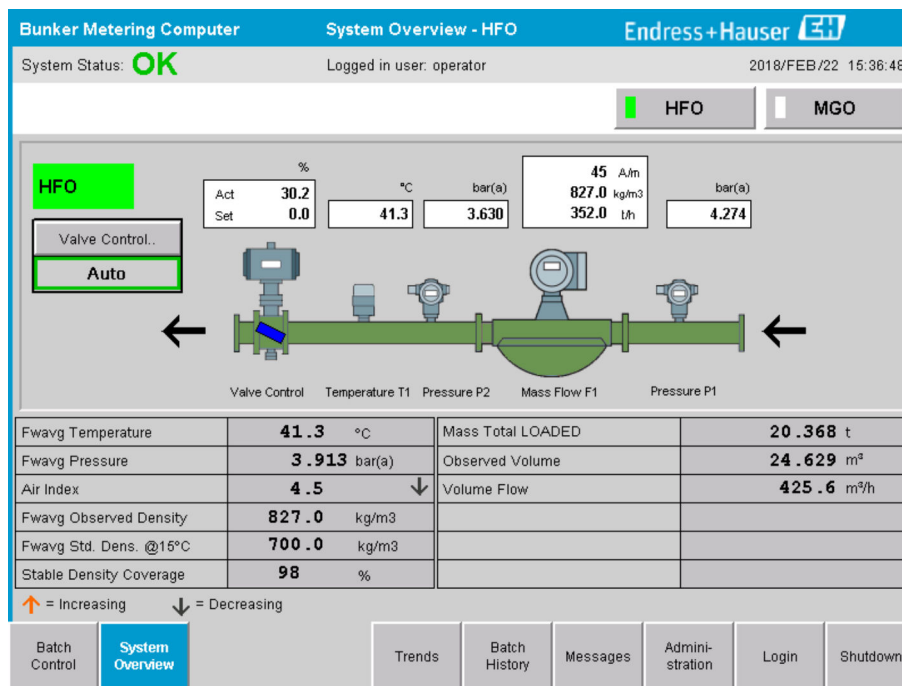 Bunker Metering Computer System Overview - HFO Endress+Hauser EH
System Status: OK Logged in user: operator 2018/FEB/22 15:36:48
HFO MGO
HFO
Valve Control..
Auto
%
Act 30.2
Set 0.0
°C
41.3
bar(a)
3.630
45 A/m
827.0 kg/m3
352.0 t/h
bar(a)
4.274
Valve Control Temperature T1 Pressure P2 Mass Flow F1 Pressure P1
Fwavg Temperature 41.3 °C Mass Total LOADED 20.368 t
Fwavg Pressure 3.913 bar(a) Observed Volume 24.629 m³
Air Index 4.5 Volume Flow 425.6 m³/h
Fwavg Observed Density 827.0 kg/m3
Fwavg Std. Dens. @15°C 700.0 kg/m3
Stable Density Coverage 98 %
= Increasing = Decreasing
Batch Control System Overview Trends Batch History Messages Admini-stration Login Shutdown